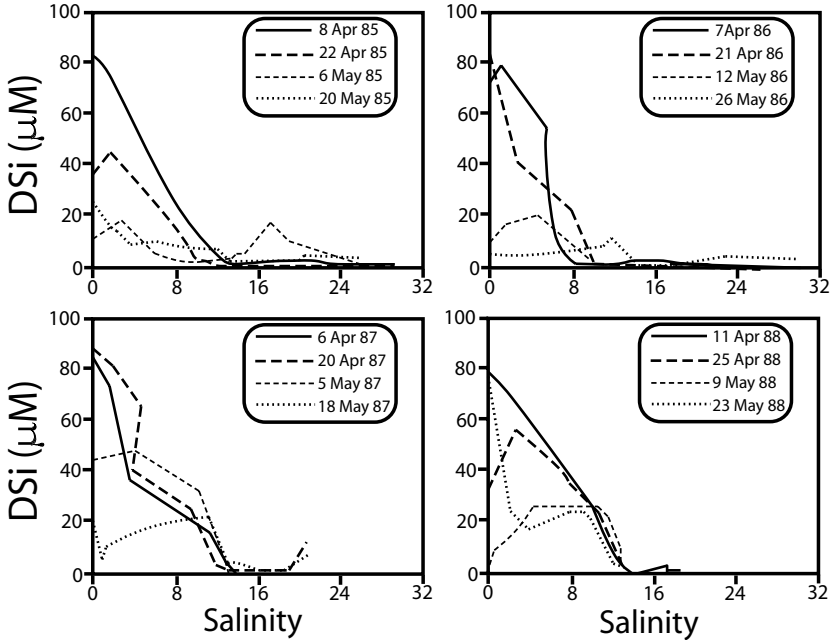 100
80
60
40
20
0
DSi (μM)
0 8 16 24 32
8 Apr 85
22 Apr 85
6 May 85
20 May 85
100
80
60
40
20
0
0 8 16 24 32
7Apr 86
21 Apr 86
12 May 86
26 May 86
100
80
60
40
20
0
DSi (μM)
0 8 16 24 32
Salinity
6 Apr 87
20 Apr 87
5 May 87
18 May 87
100
80
60
40
20
0
0 8 16 24 32
Salinity
11 Apr 88
25 Apr 88
9 May 88
23 May 88